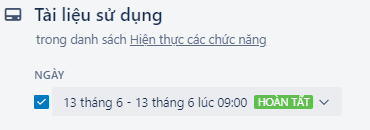 Tài liệu sử dụng
trong danh sách Hiện thực các chức năng
NGÀY
13 tháng 6 - 13 tháng 6 lúc 09:00 HOÀN TẤT